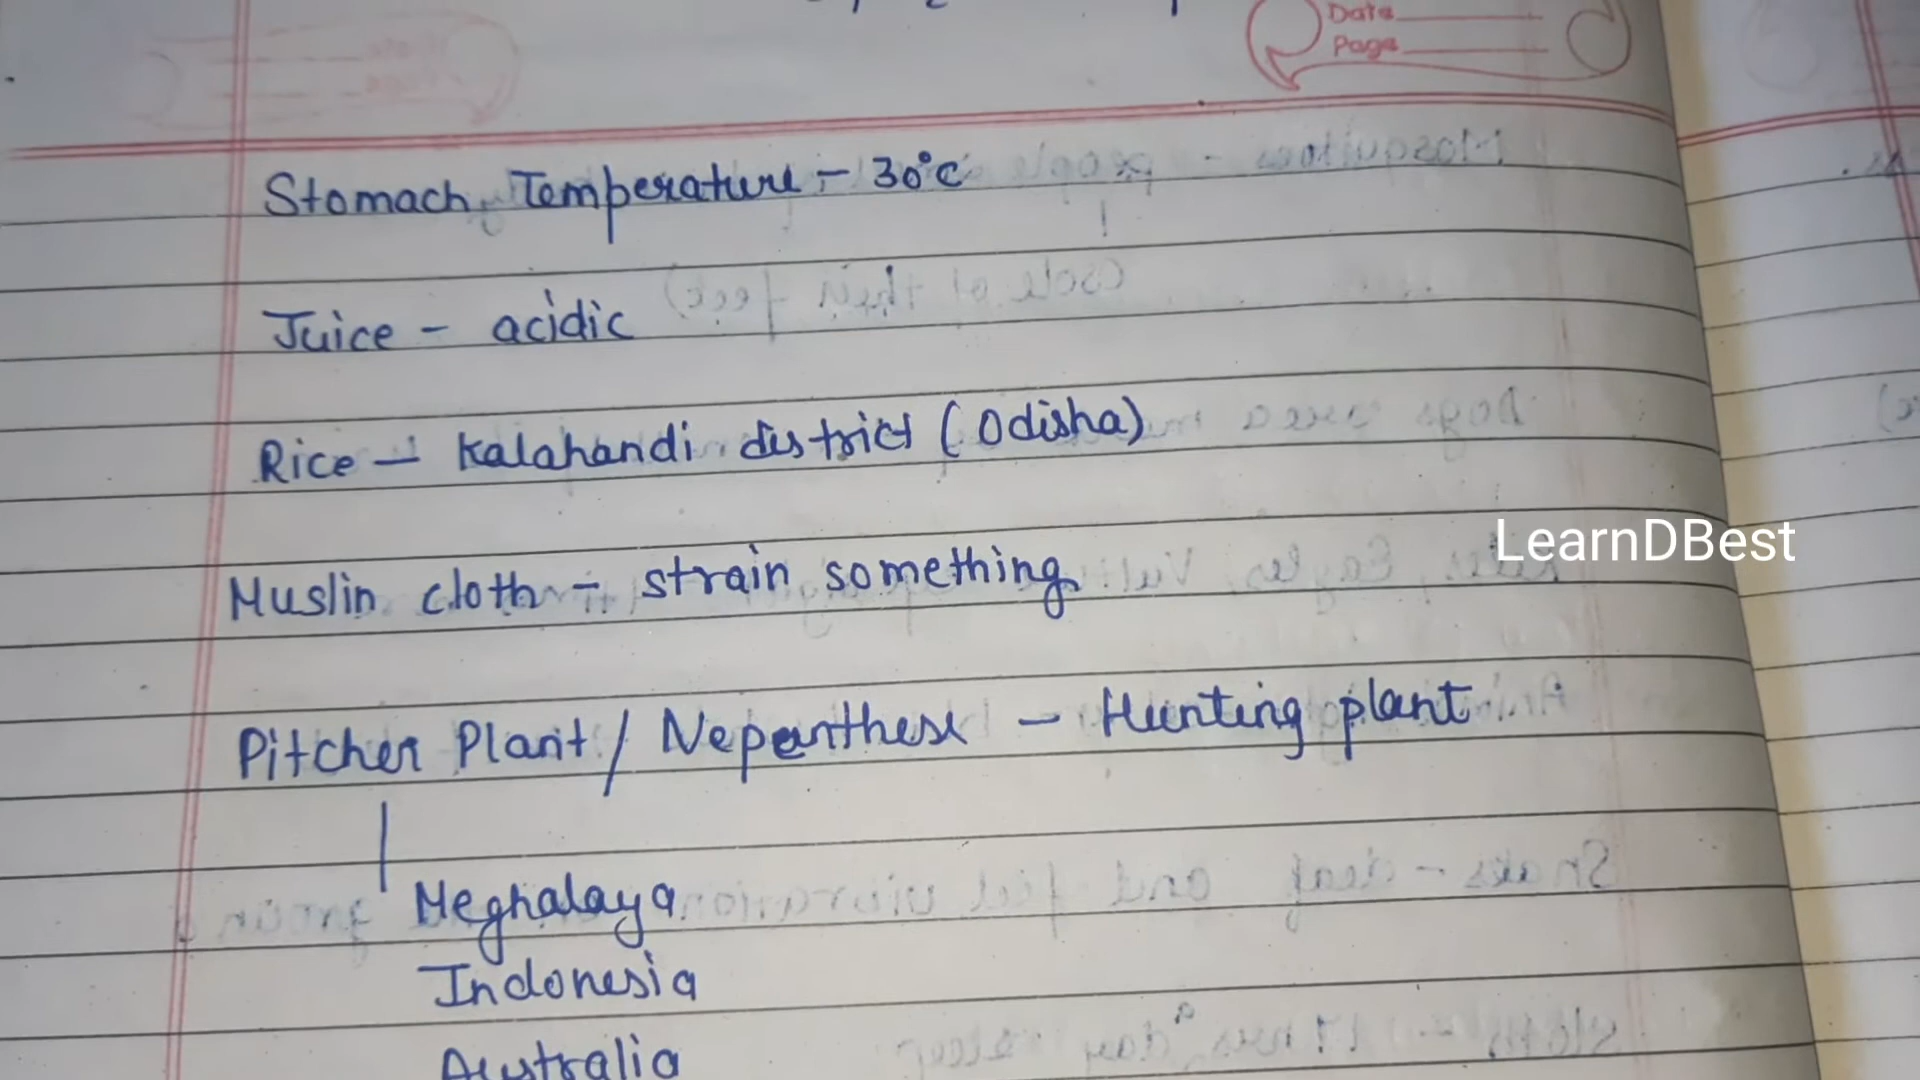 Date
Page
Stomach Temperature - 30°C
Juice - acidic
Rice - Kalahandi district (Odisha)
Muslin cloth - strain something
LearnDBest
Pitcher Plant / Nepenthese - Hunting plant
Meghalaya
Indonesia
Australia